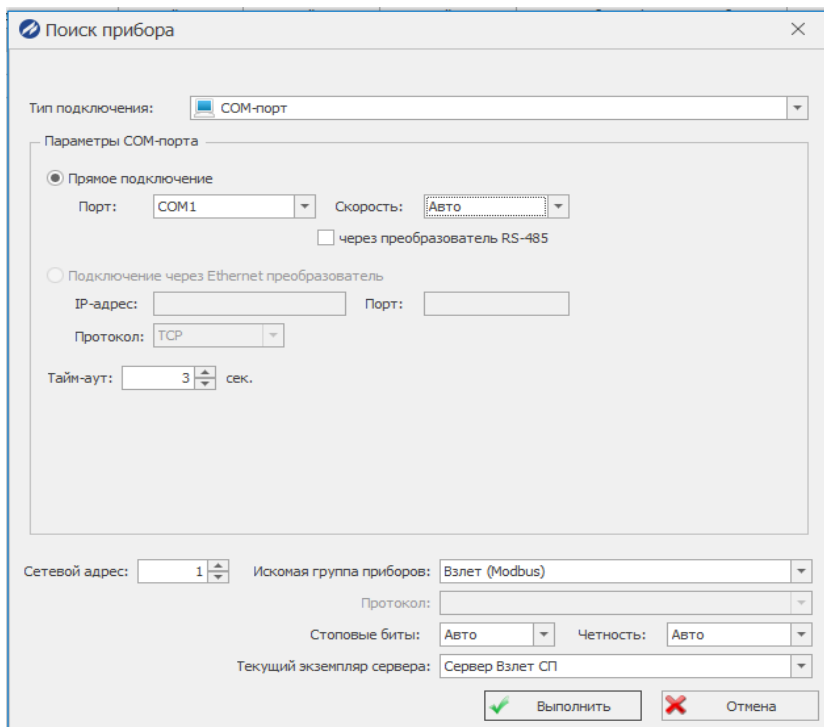 Поиск прибора
Тип подключения: COM-порт
Параметры COM-порта
Прямое подключение
Порт: COM1 Скорость: Авто
через преобразователь RS-485
Подключение через Ethernet преобразователь
IP-адрес: Порт:
Протокол: TCP
Тайм-аут: 3 сек.
Сетевой адрес: 1 Искомая группа приборов: Взлет (Modbus)
Протокол:
Стоповые биты: Авто Четность: Авто
Текущий экземпляр сервера: Сервер Взлет СП
Выполнить Отмена